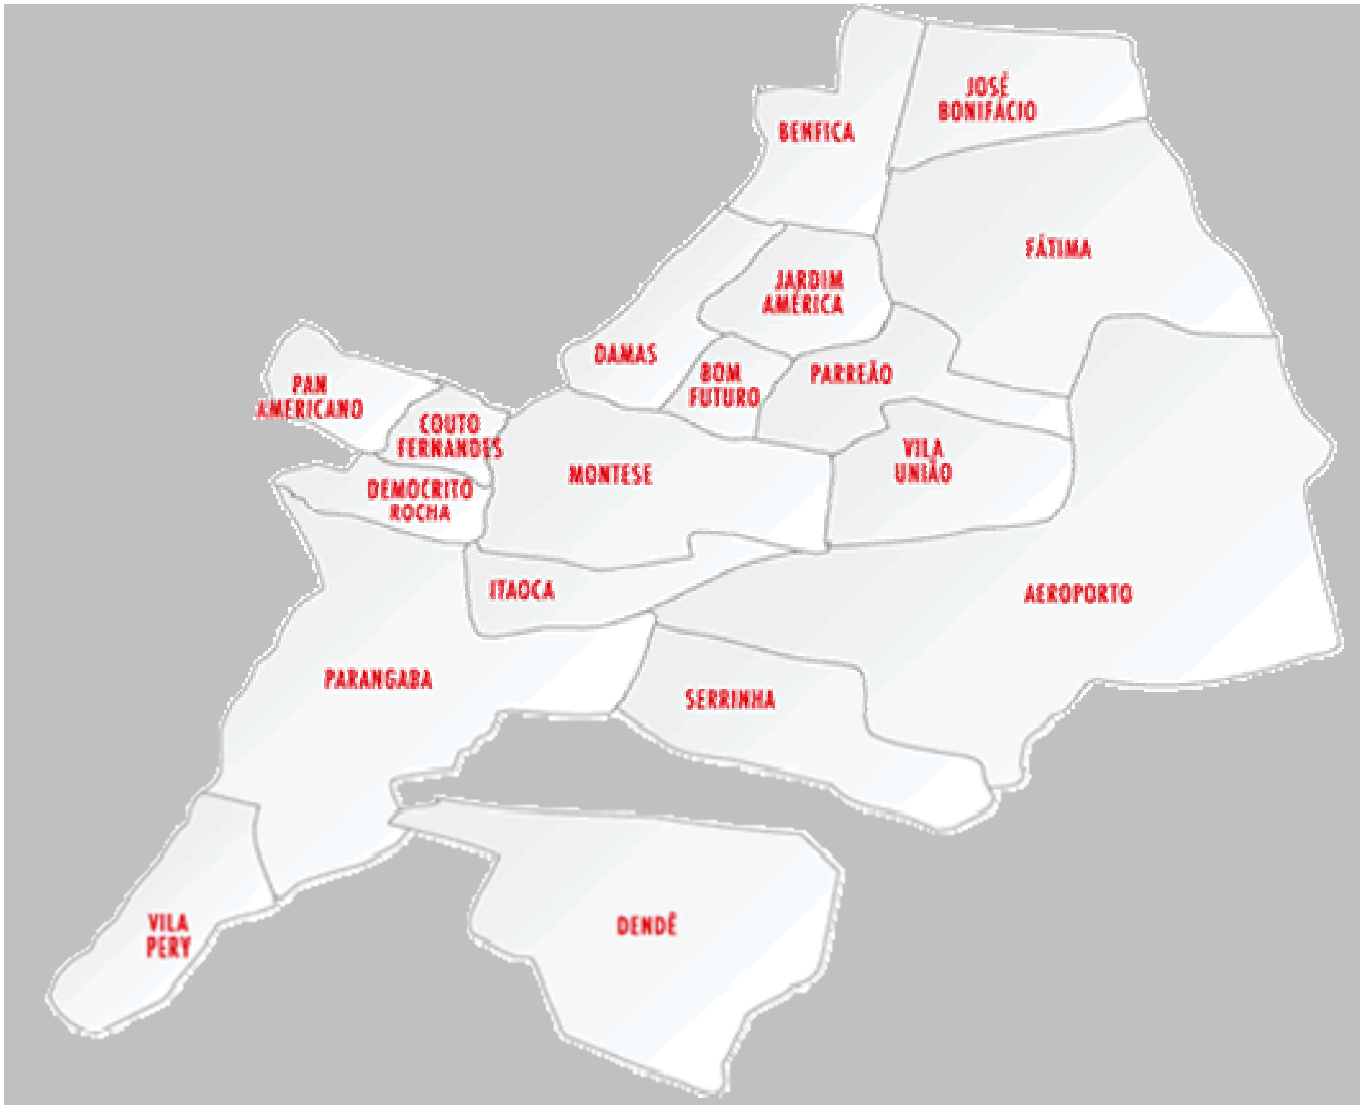 JOSÉ
BONIFÁCIO
BENFICA
FÁTIMA
JARDIM
AMÉRICA
DAMAS
BOM
FUTURO
PARREÃO
PAN
AMERICANO
COUTO
FERNANDES
VILA
UNIÃO
MONTESE
DEMOCRITO
ROCHA
ITAOCA
AEROPORTO
PARANGABA
SERRINHA
VILA
PERY
DENDÊ